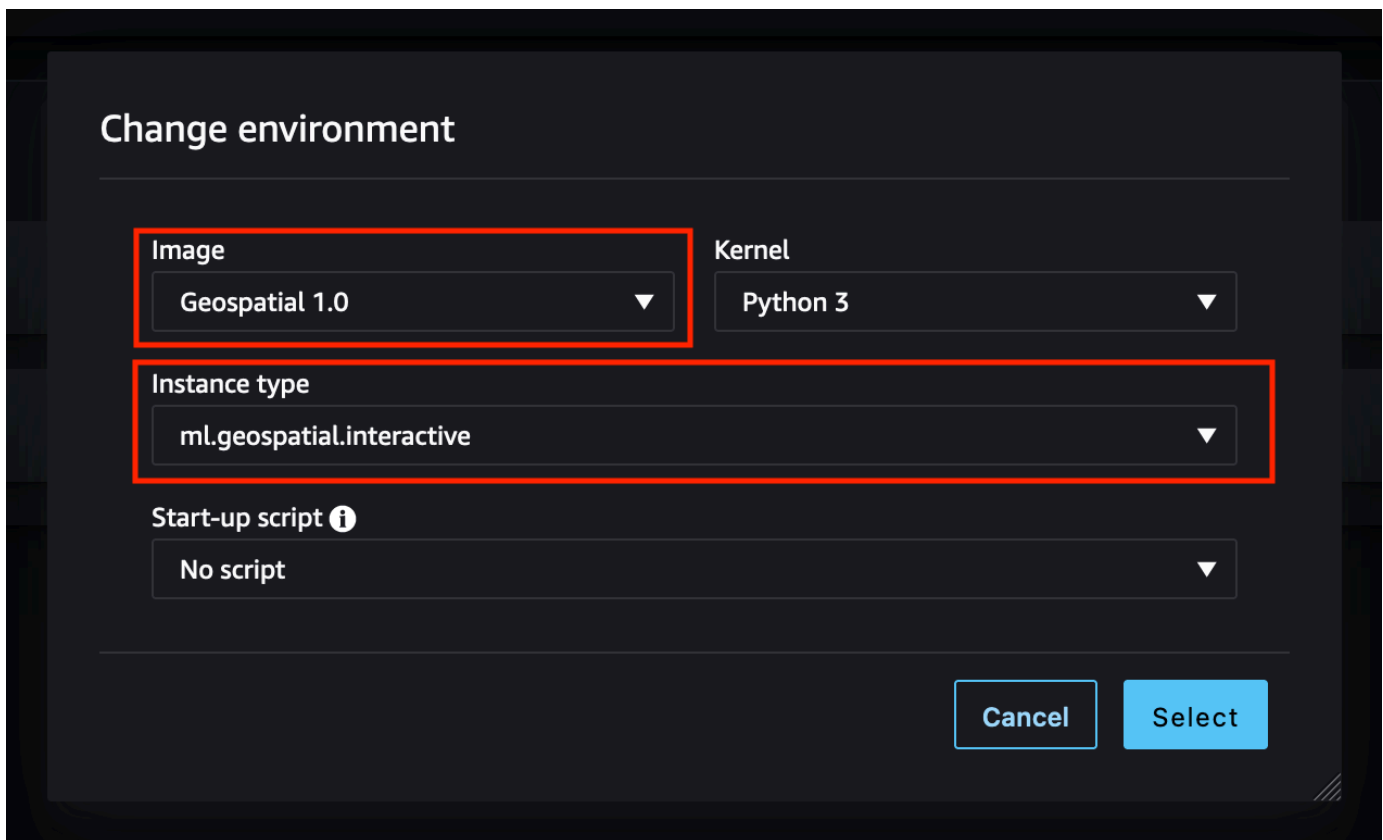 Change environment
Image
Kernel
Geospatial 1.0
Python 3
Instance type
ml.geospatial.interactive
Start-up script
No script
Cancel
Select